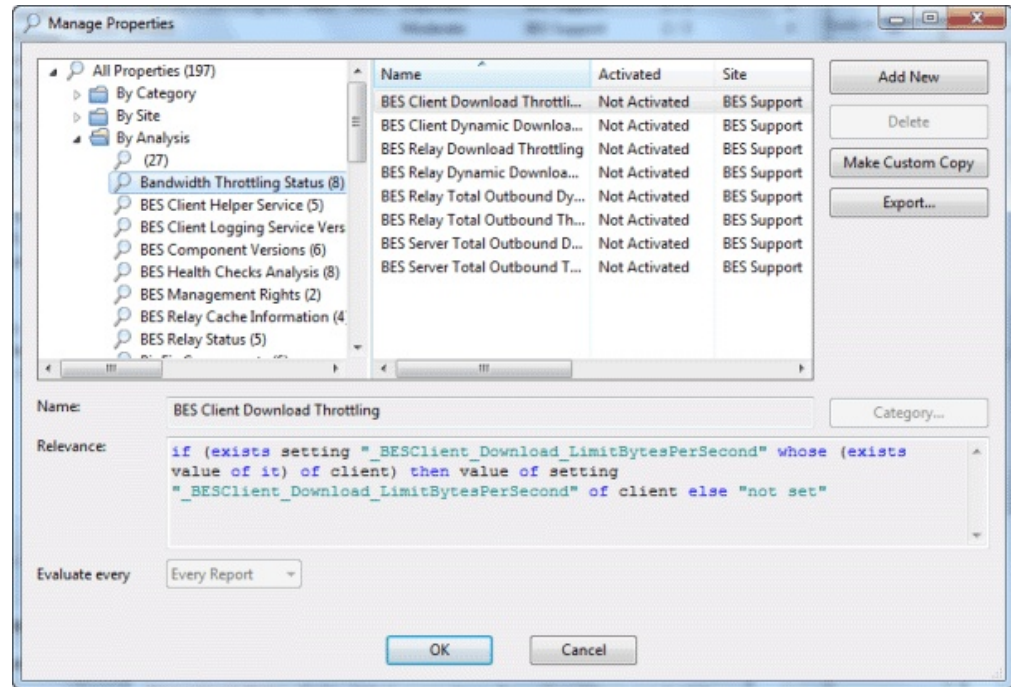 Manage Properties
All Properties (197)
By Category
By Site
By Analysis
(27)
Bandwidth Throttling Status (8)
BES Client Helper Service (5)
BES Client Logging Service Vers
BES Component Versions (6)
BES Health Checks Analysis (8)
BES Management Rights (2)
BES Relay Cache Information (4
BES Relay Status (5)
Name Activated Site
BES Client Download Throttli... Not Activated BES Support
BES Client Dynamic Downloa... Not Activated BES Support
BES Relay Download Throttling Not Activated BES Support
BES Relay Dynamic Downloa... Not Activated BES Support
BES Relay Total Outbound Dy... Not Activated BES Support
BES Relay Total Outbound Th... Not Activated BES Support
BES Server Total Outbound D... Not Activated BES Support
BES Server Total Outbound T... Not Activated BES Support
Add New
Delete
Make Custom Copy
Export...
Name: BES Client Download Throttling Category...
Relevance: if (exists setting "_BESClient_Download_LimitBytesPerSecond" whose (exists
value of it) of client) then value of setting
"_BESClient_Download_LimitBytesPerSecond" of client else "not set"
Evaluate every Every Report
OK Cancel